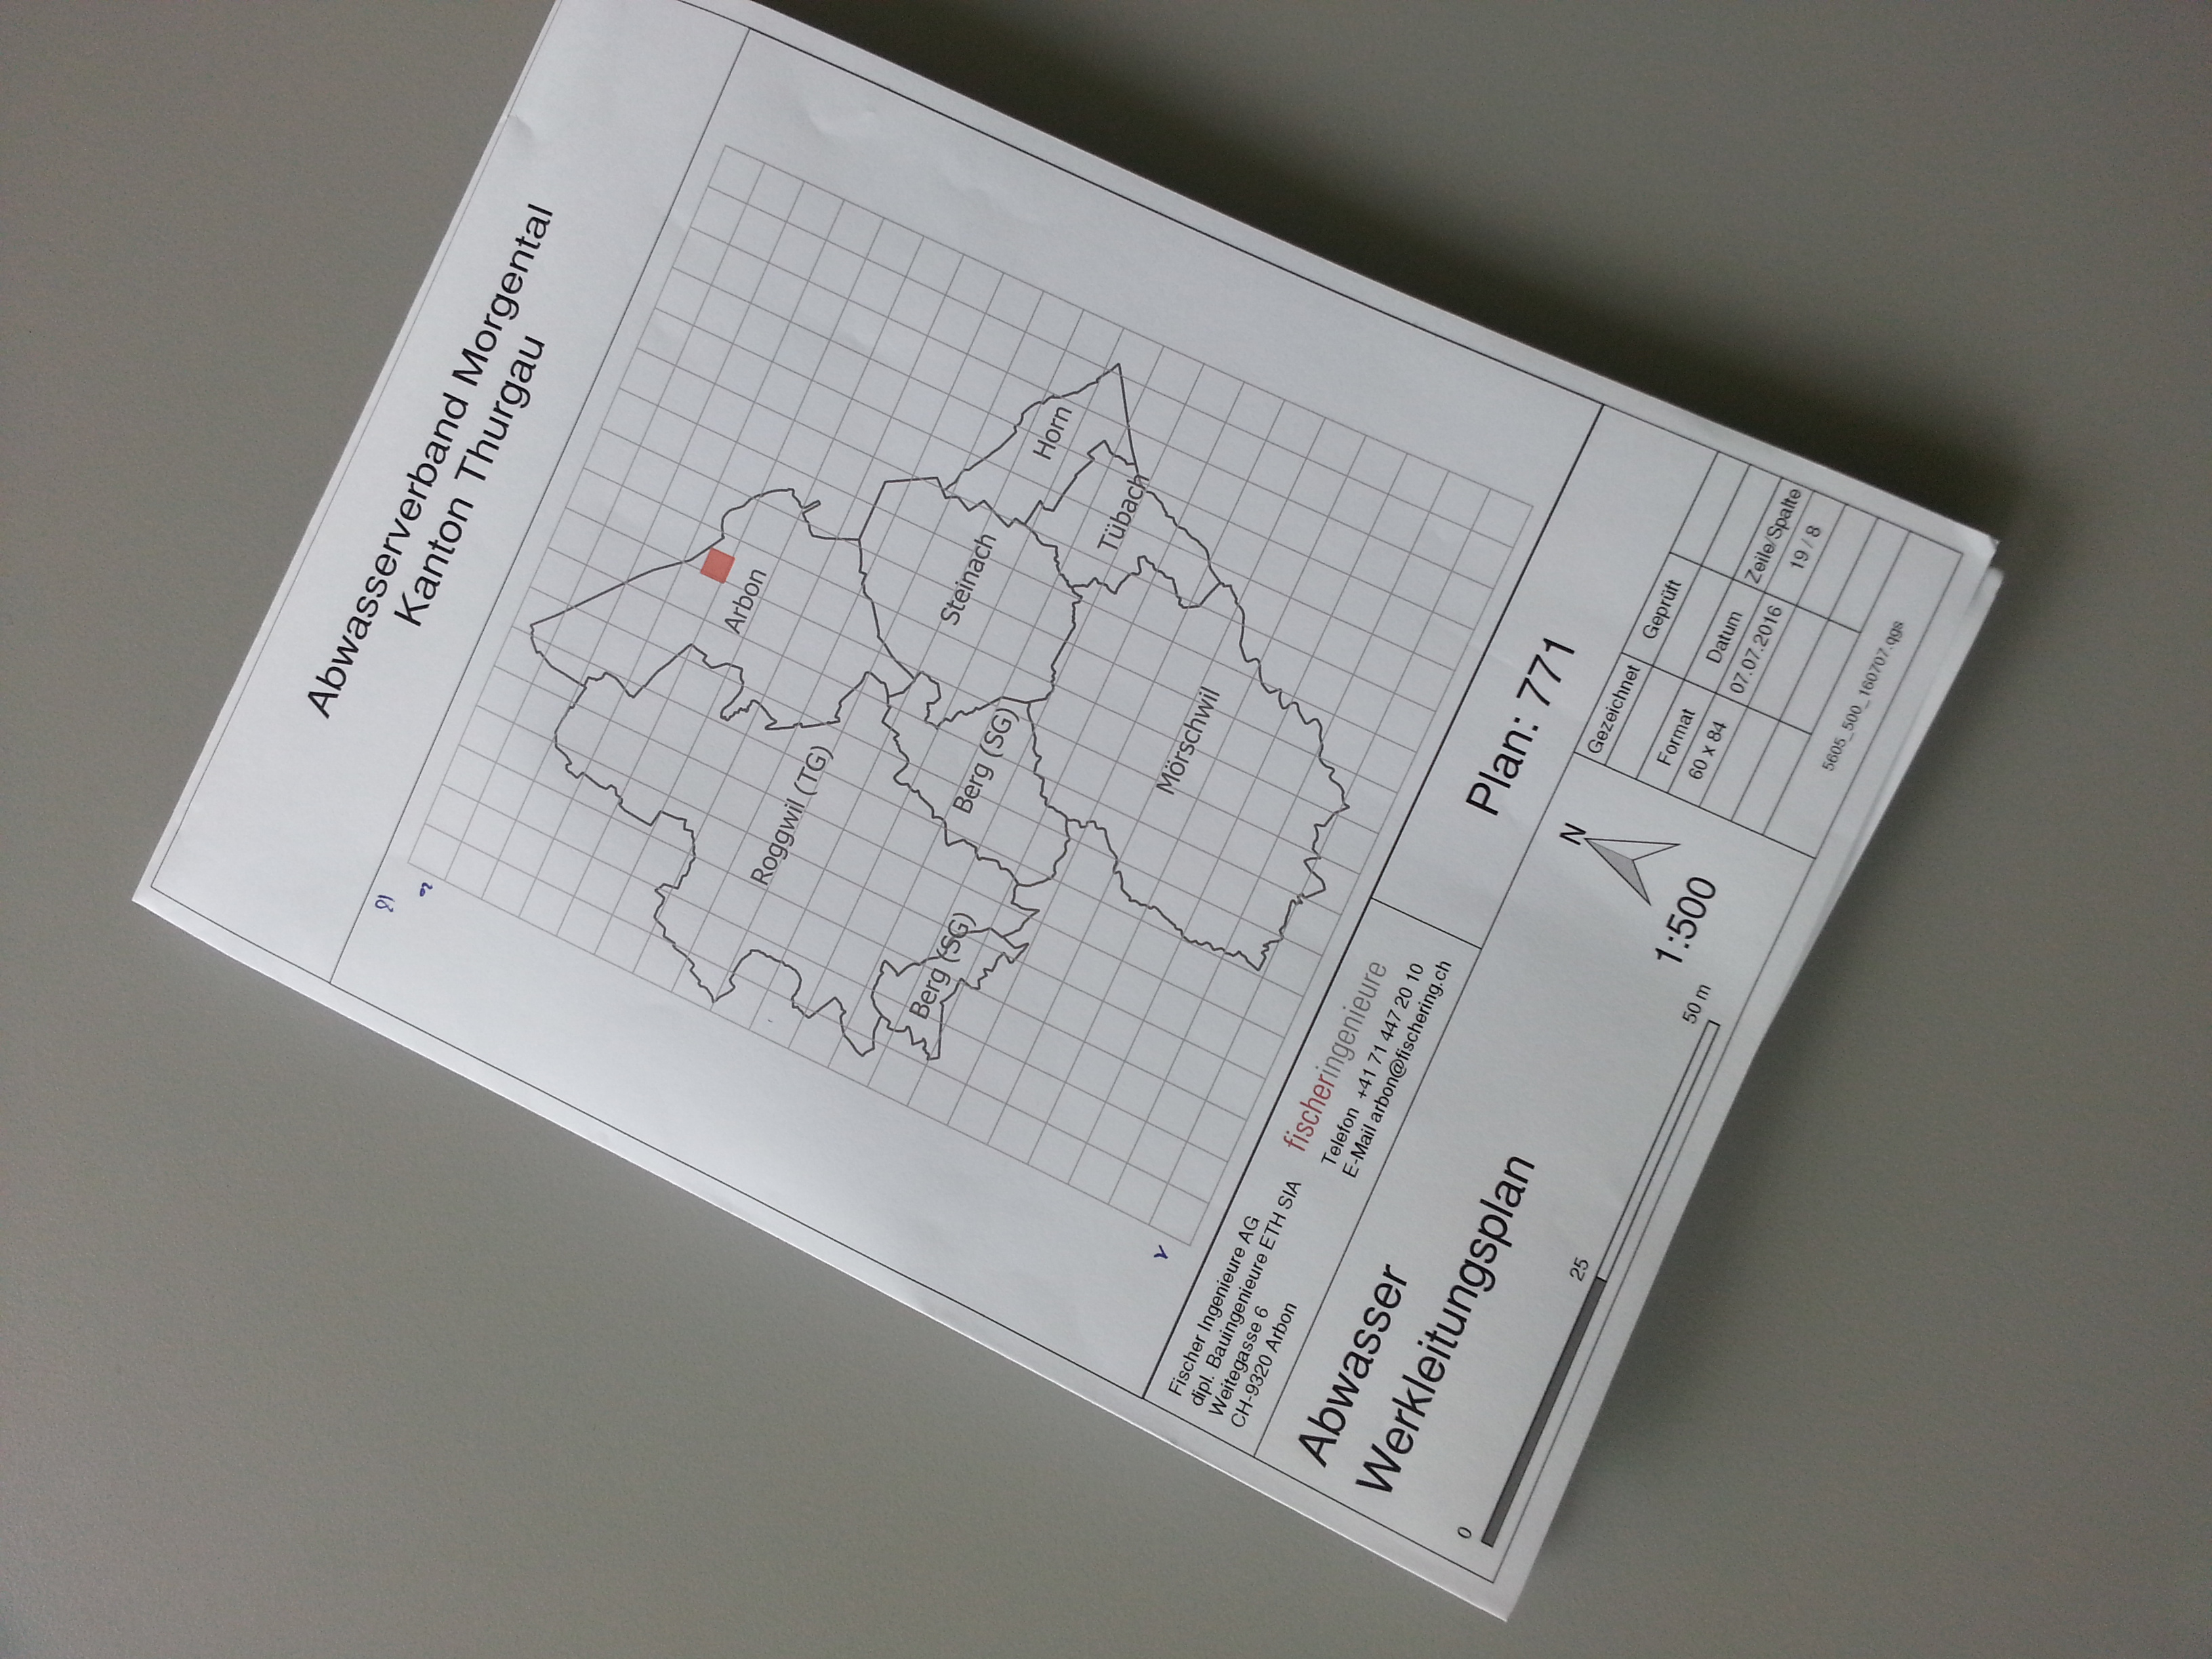 Abwasserverband Morgental
Kanton Thurgau
Arbon
Roggwil (TG)
Berg (SG)
Berg (SG)
Steinach
Horn
Tübach
Mörschwil
Fischer Ingenieure AG
dipl. Bauingenieure ETH SIA
Weitegasse 6
CH-9320 Arbon
fischeringenieure
Telefon +41 71 447 20 10
E-Mail arbon@fischering.ch
Abwasser
Werkleitungsplan
Plan: 771
0
25
50 m
N
1:500
Gezeichnet
Geprüft
Format
Datum
Zeile/Spalte
60 x 84
07.07.2016
19 / 8
5605_500_160707.qgs